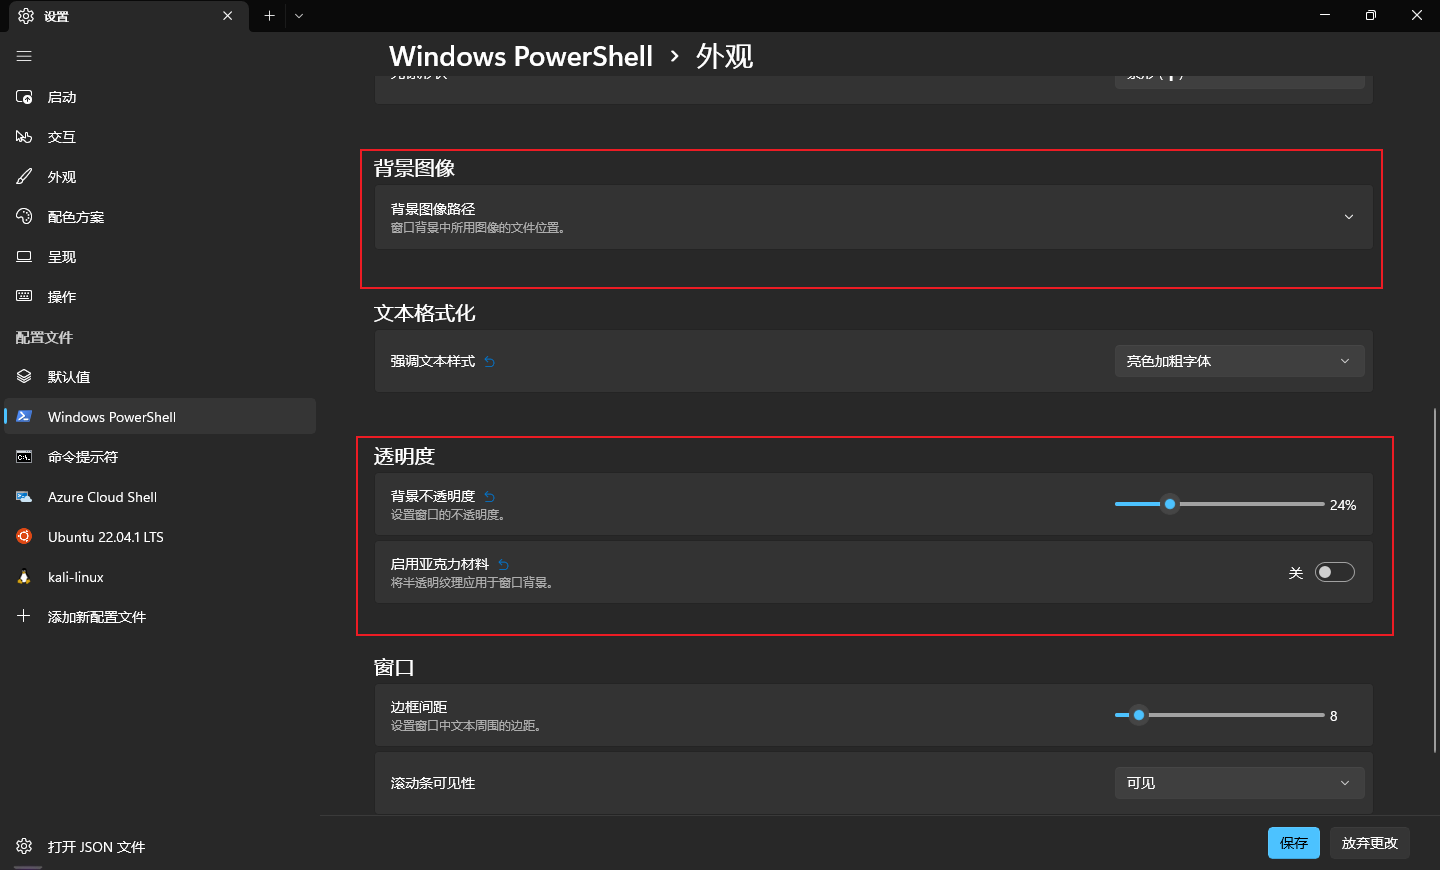 设置
Windows PowerShell › 外观
启动
交互
外观
配色方案
呈现
操作
配置文件
默认值
Windows PowerShell
命令提示符
Azure Cloud Shell
Ubuntu 22.04.1 LTS
kali-linux
添加新配置文件
打开 JSON 文件
背景图像
背景图像路径
窗口背景中所用图像的文件位置。
文本格式化
强调文本样式
亮色加粗字体
透明度
背景不透明度
设置窗口的不透明度。
24%
启用亚克力材料
将半透明纹理应用于窗口背景。
关
窗口
边框间距
设置窗口中文本周围的边距。
8
滚动条可见性
可见
保存
放弃更改